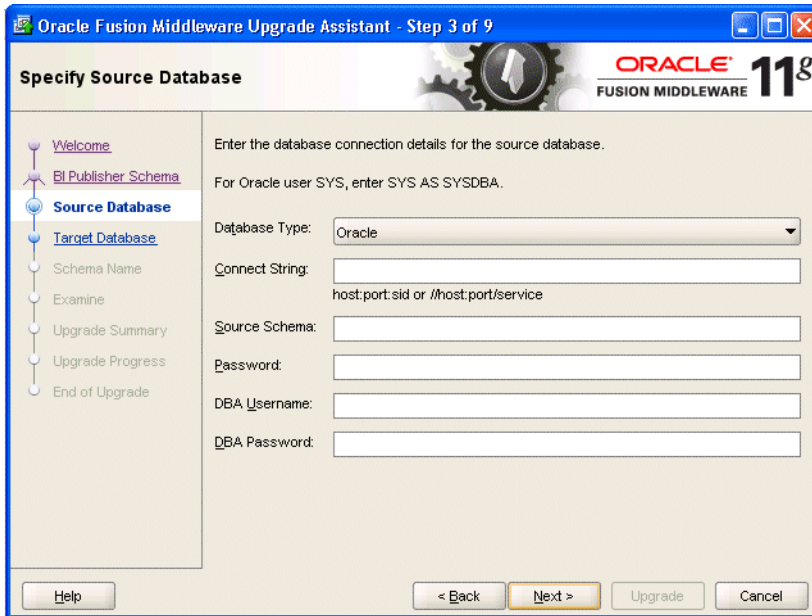 Oracle Fusion Middleware Upgrade Assistant - Step 3 of 9
Specify Source Database
ORACLE
FUSION MIDDLEWARE
11g
Welcome
BI Publisher Schema
Source Database
Target Database
Schema Name
Examine
Upgrade Summary
Upgrade Progress
End of Upgrade
Enter the database connection details for the source database.
For Oracle user SYS, enter SYS AS SYSDBA.
Database Type: Oracle
Connect String:
host:port:sid or //host:port/service
Source Schema:
Password:
DBA Username:
DBA Password:
Help < Back Next > Upgrade Cancel